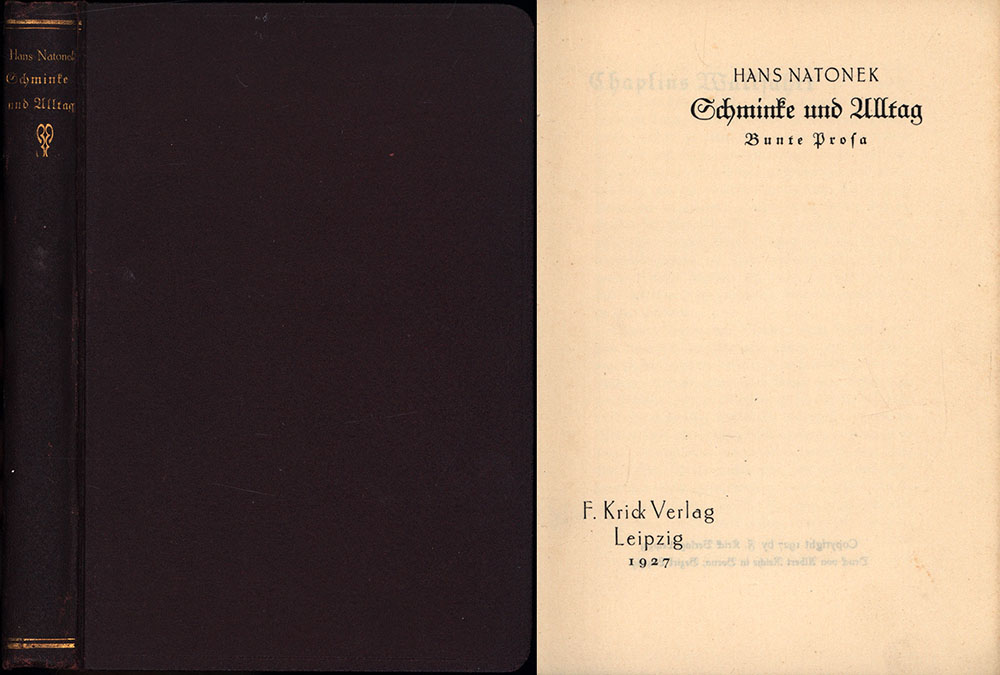 Hans Natonek
Schminke
und Alltag
HANS NATONEK
Schminke und Alltag
Bunte Prosa
F. Krick Verlag
Leipzig
1927